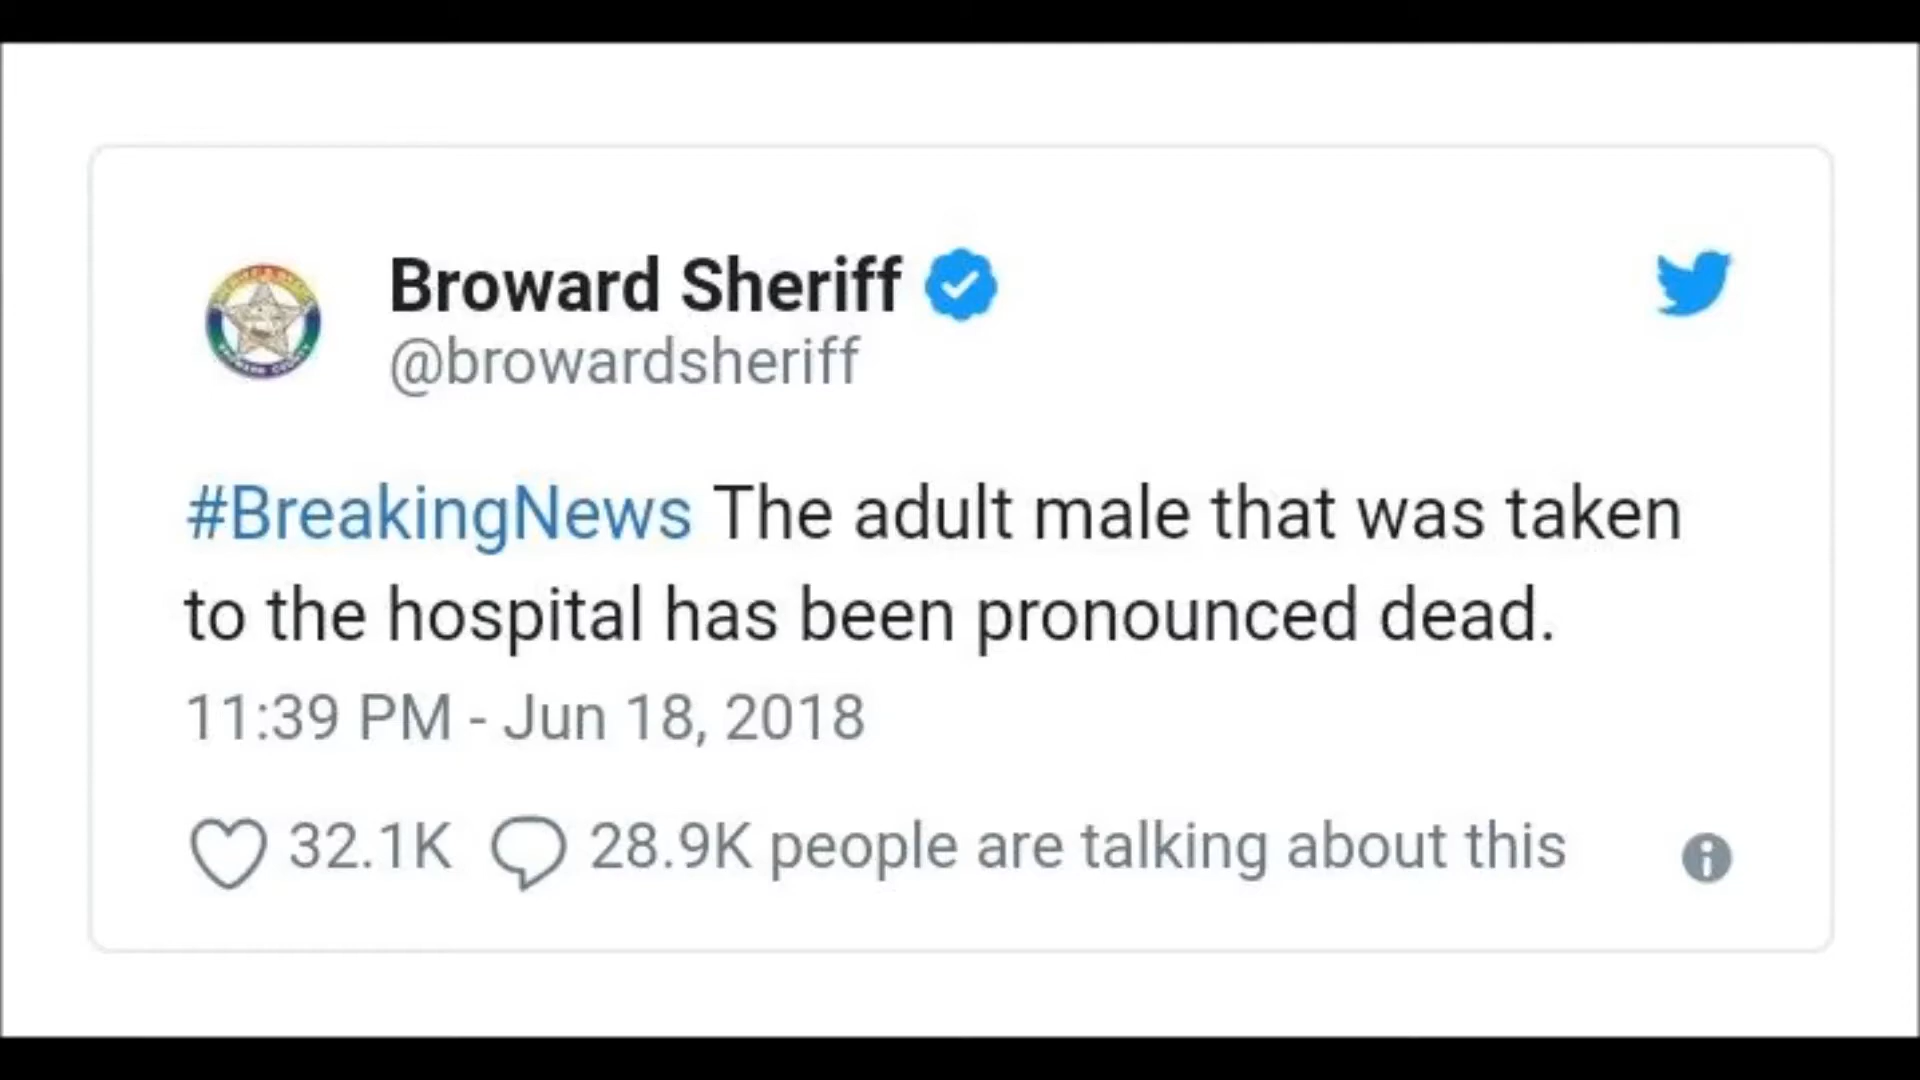 Broward Sheriff
@browardsheriff
#BreakingNews The adult male that was taken
to the hospital has been pronounced dead.
11:39 PM - Jun 18, 2018
32.1K 28.9K people are talking about this